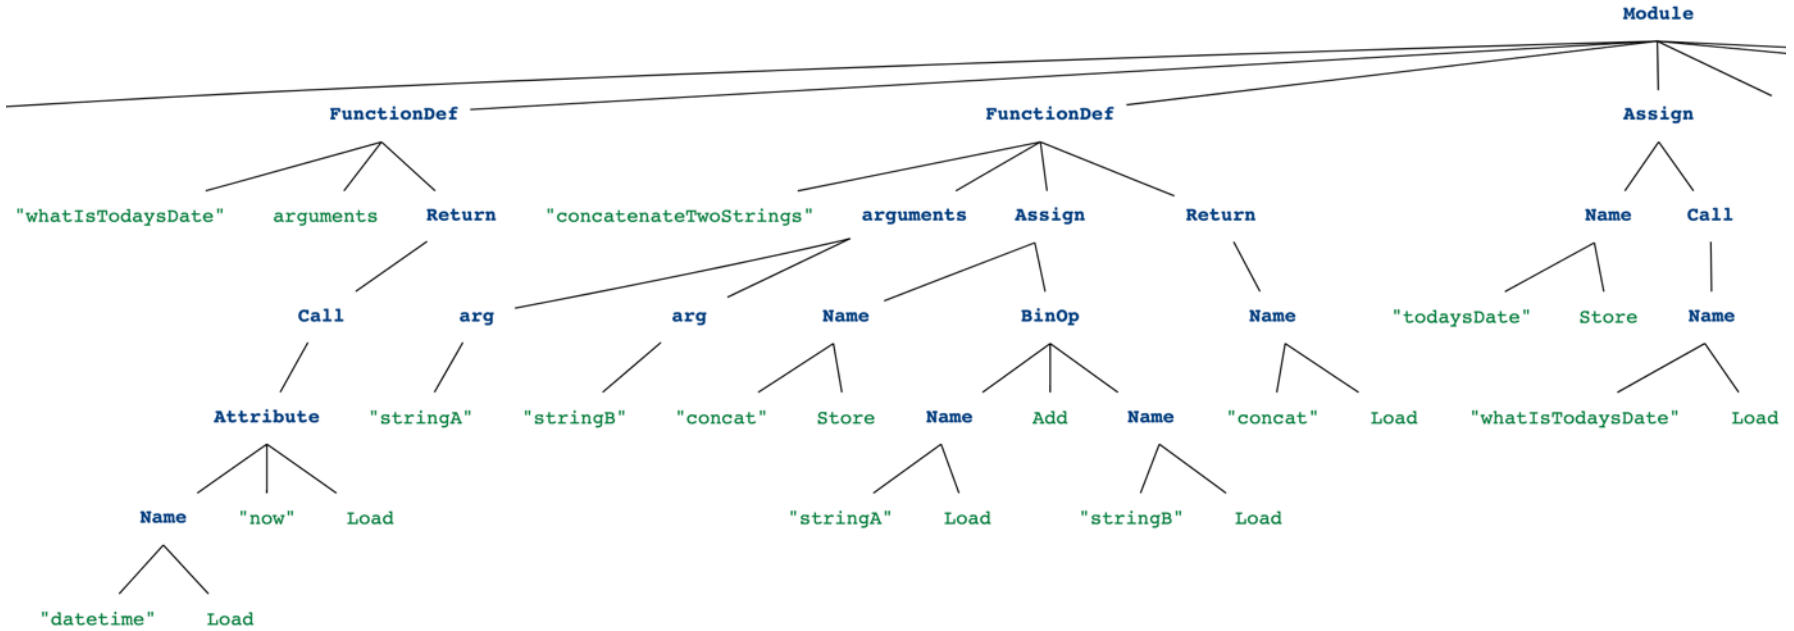 Module
FunctionDef FunctionDef Assign
"whatIsTodaysDate" arguments Return "concatenateTwoStrings" arguments Assign Return Name Call
Call arg arg Name BinOp Name "todaysDate" Store Name
Attribute "stringA" "stringB" "concat" Store Name Add Name "concat" Load "whatIsTodaysDate" Load
Name "now" Load "stringA" Load "stringB" Load
"datetime" Load